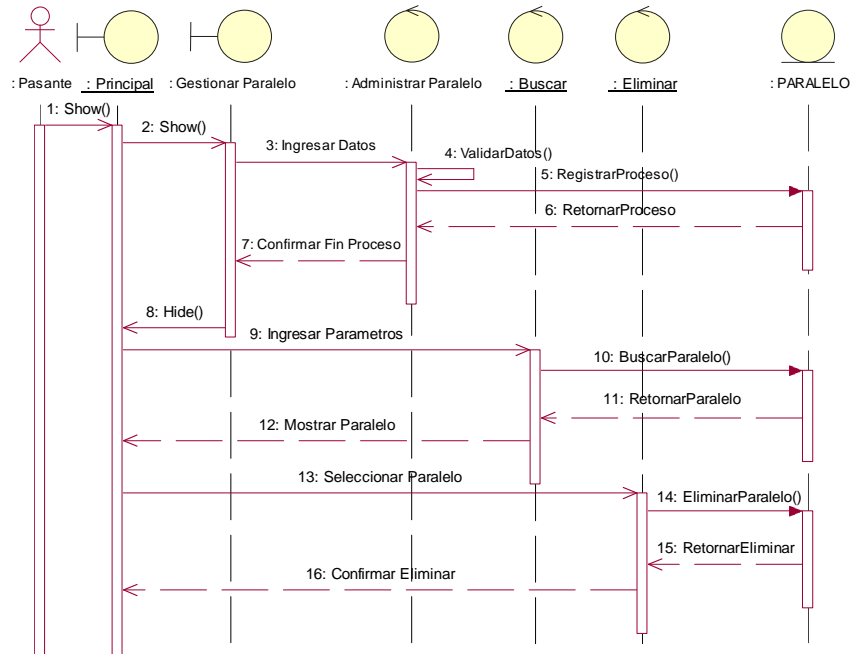 : Pasante
: Principal
: Gestionar Paralelo
: Administrar Paralelo
: Buscar
: Eliminar
: PARALELO
1: Show()
2: Show()
3: Ingresar Datos
4: ValidarDatos()
5: RegistrarProceso()
6: RetornarProceso
7: Confirmar Fin Proceso
8: Hide()
9: Ingresar Parametros
10: BuscarParalelo()
11: RetornarParalelo
12: Mostrar Paralelo
13: Seleccionar Paralelo
14: EliminarParalelo()
15: RetornarEliminar
16: Confirmar Eliminar